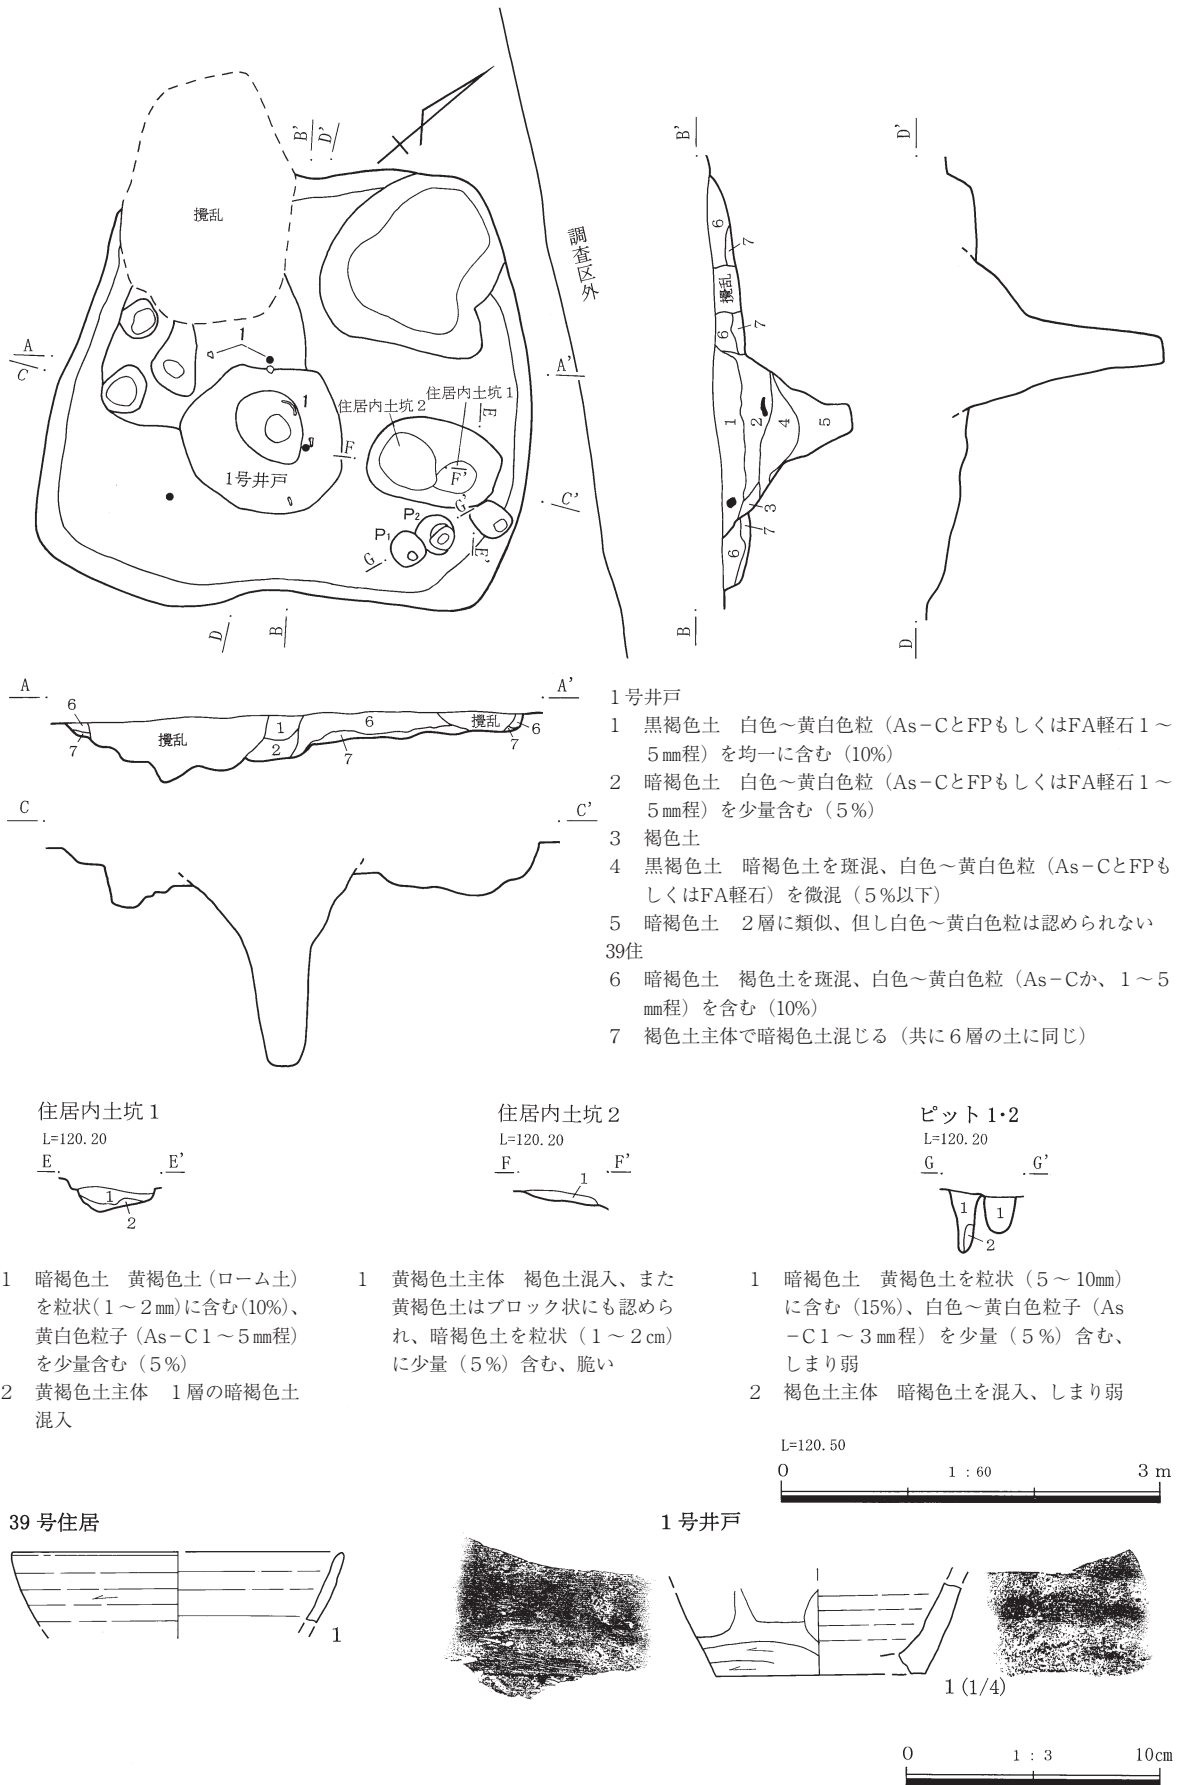 攪乱
B'
D'
調査区外
A
C
1
A'
住居内土坑2
住居内土坑1
E
1
F
F'
1号井戸
C'
G'
P2
P1
G
E'
D
B
B'
6
7
攪乱
6
7
1
2
4
5
3
7
6
B
D'
D
A
A'
6
7
攪乱
1
2
6
7
攪乱
6
7
C
C'
1号井戸
1 黒褐色土 白色～黄白色粒（As－CとFPもしくはFA軽石1～
5㎜程）を均一に含む（10%）
2 暗褐色土 白色～黄白色粒（As－CとFPもしくはFA軽石1～
5㎜程）を少量含む（5%）
3 褐色土
4 黒褐色土 暗褐色土を斑混、白色～黄白色粒（As－CとFPも
しくはFA軽石）を微混（5%以下）
5 暗褐色土 2層に類似、但し白色～黄白色粒は認められない
39住
6 暗褐色土 褐色土を斑混、白色～黄白色粒（As－Cか、1～5
㎜程）を含む（10%）
7 褐色土主体で暗褐色土混じる（共に6層の土に同じ）
住居内土坑1
L=120.20
E
E'
1
2
1 暗褐色土 黄褐色土（ローム土）
を粒状（1～2㎜）に含む（10%）、
黄白色粒子（As－C1～5㎜程）
を少量含む（5%）
2 黄褐色土主体 1層の暗褐色土
混入
住居内土坑2
L=120.20
F
F'
1
1 黄褐色土主体 褐色土混入、また
黄褐色土はブロック状にも認めら
れ、暗褐色土を粒状（1～2㎝）
に少量（5%）含む、脆い
ピット1・2
L=120.20
G
G'
1
1
2
1 暗褐色土 黄褐色土を粒状（5～10㎜）
に含む（15%）、白色～黄白色粒子（As
－C1～3㎜程）を少量（5%）含む、
しまり弱
2 褐色土主体 暗褐色土を混入、しまり弱
L=120.50
0 1：60 3m
39号住居
1
1号井戸
1(1/4)
0 1：3 10cm